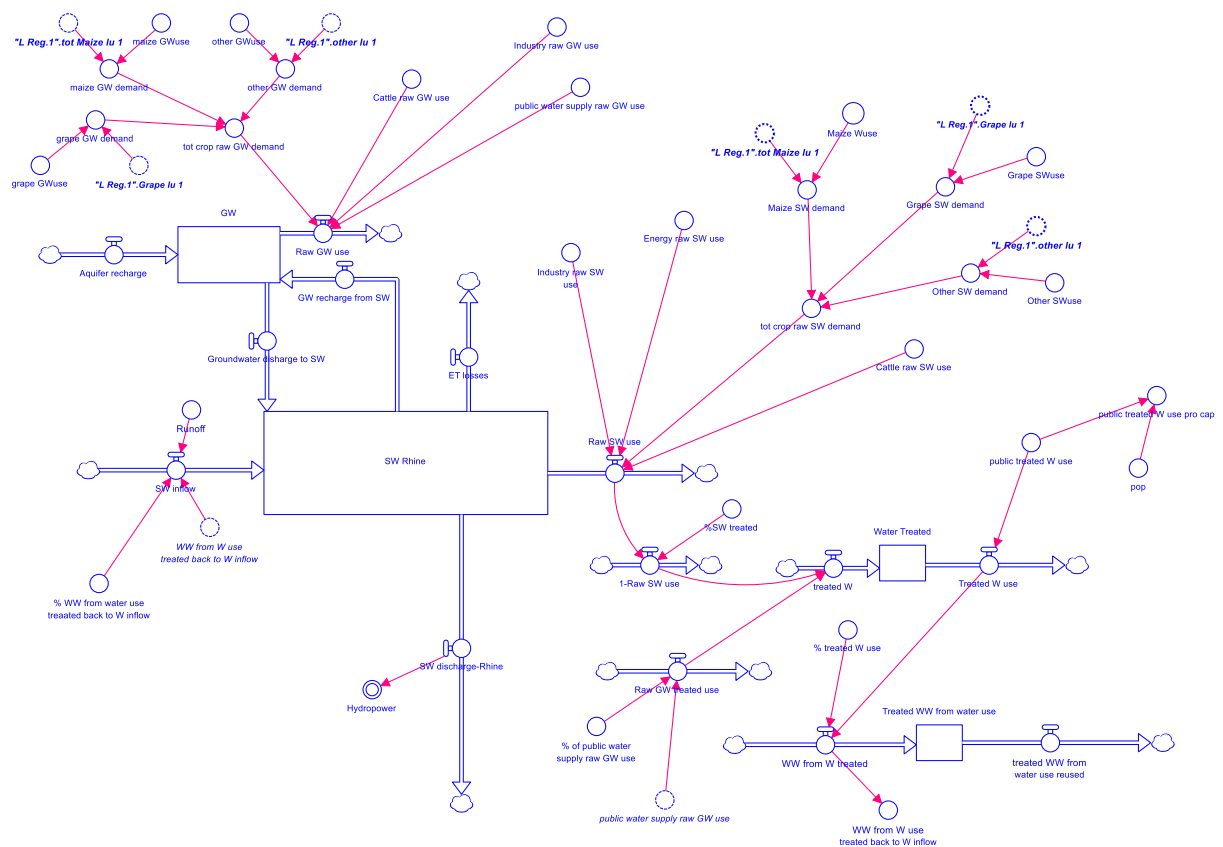 "L Reg.1".tot Maize lu 1
maize GWuse
other GWuse
"L Reg.1".other lu 1
Industry raw GW use
maize GW demand
other GW demand
Cattle raw GW use
public water supply raw GW use
grape GW demand
tot crop raw GW demand
grape GWuse
"L Reg.1".Grape lu 1
"L Reg.1".tot Maize lu 1
Maize Wuse
"L Reg.1".Grape lu 1
Grape SWuse
Maize SW demand
Grape SW demand
GW
Raw GW use
Aquifer recharge
GW recharge from SW
Energy raw SW use
Industry raw SW
use
"L Reg.1".other lu 1
Other SW demand
Other SWuse
tot crop raw SW demand
Groundwater disharge to SW
ET losses
Cattle raw SW use
Runoff
SW Rhine
Raw SW use
public treated W use pro cap
public treated W use
pop
SW inflow
WW from W use
treated back to W inflow
%SW treated
Water Treated
1-Raw SW use
treated W
Treated W use
% WW from water use
treaated back to W inflow
SW discharge-Rhine
Hydropower
% treated W use
Raw GW treated use
Treated WW from water use
% of public water
supply raw GW use
WW from W treated
treated WW from
water use reused
public water supply raw GW use
WW from W use
treated back to W inflow